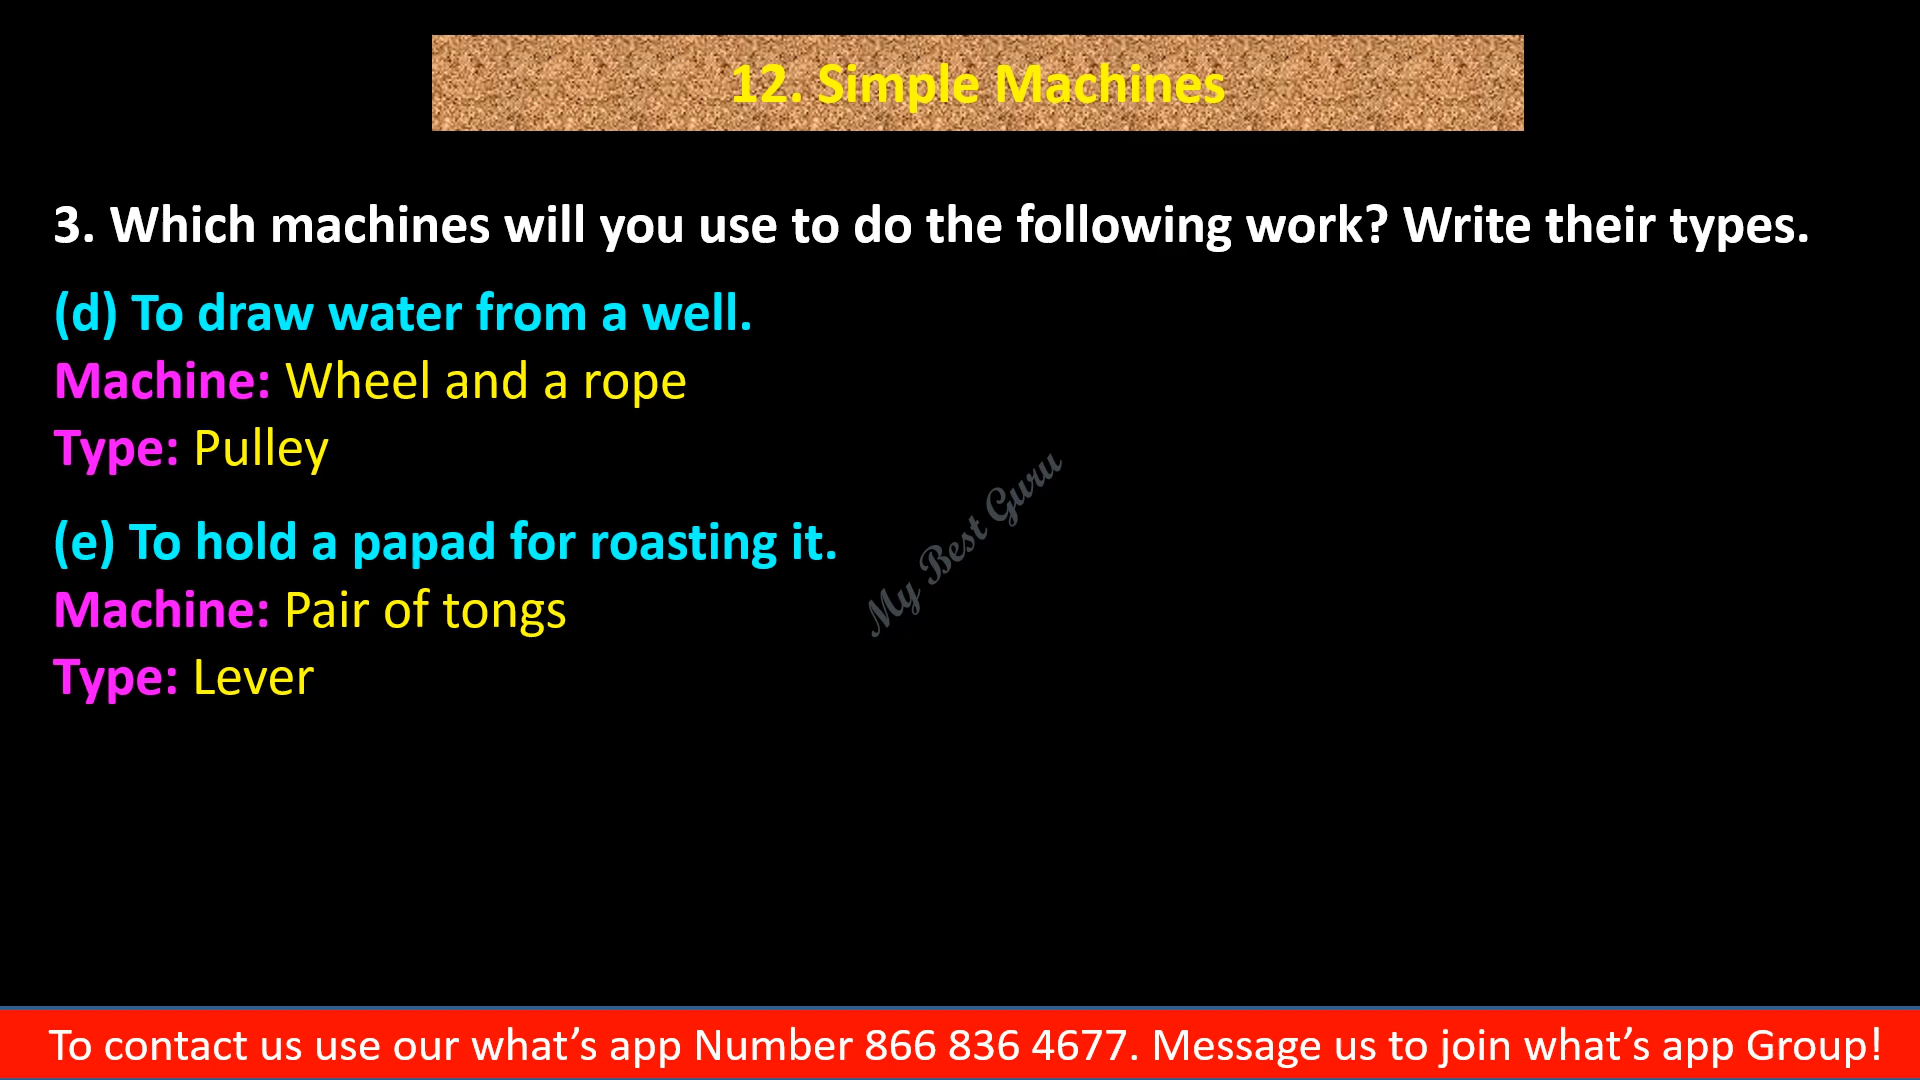 12. Simple Machines
3. Which machines will you use to do the following work? Write their types.
(d) To draw water from a well.
Machine: Wheel and a rope
Type: Pulley
(e) To hold a papad for roasting it.
Machine: Pair of tongs
Type: Lever
My Best Guru
To contact us use our what’s app Number 866 836 4677. Message us to join what’s app Group!